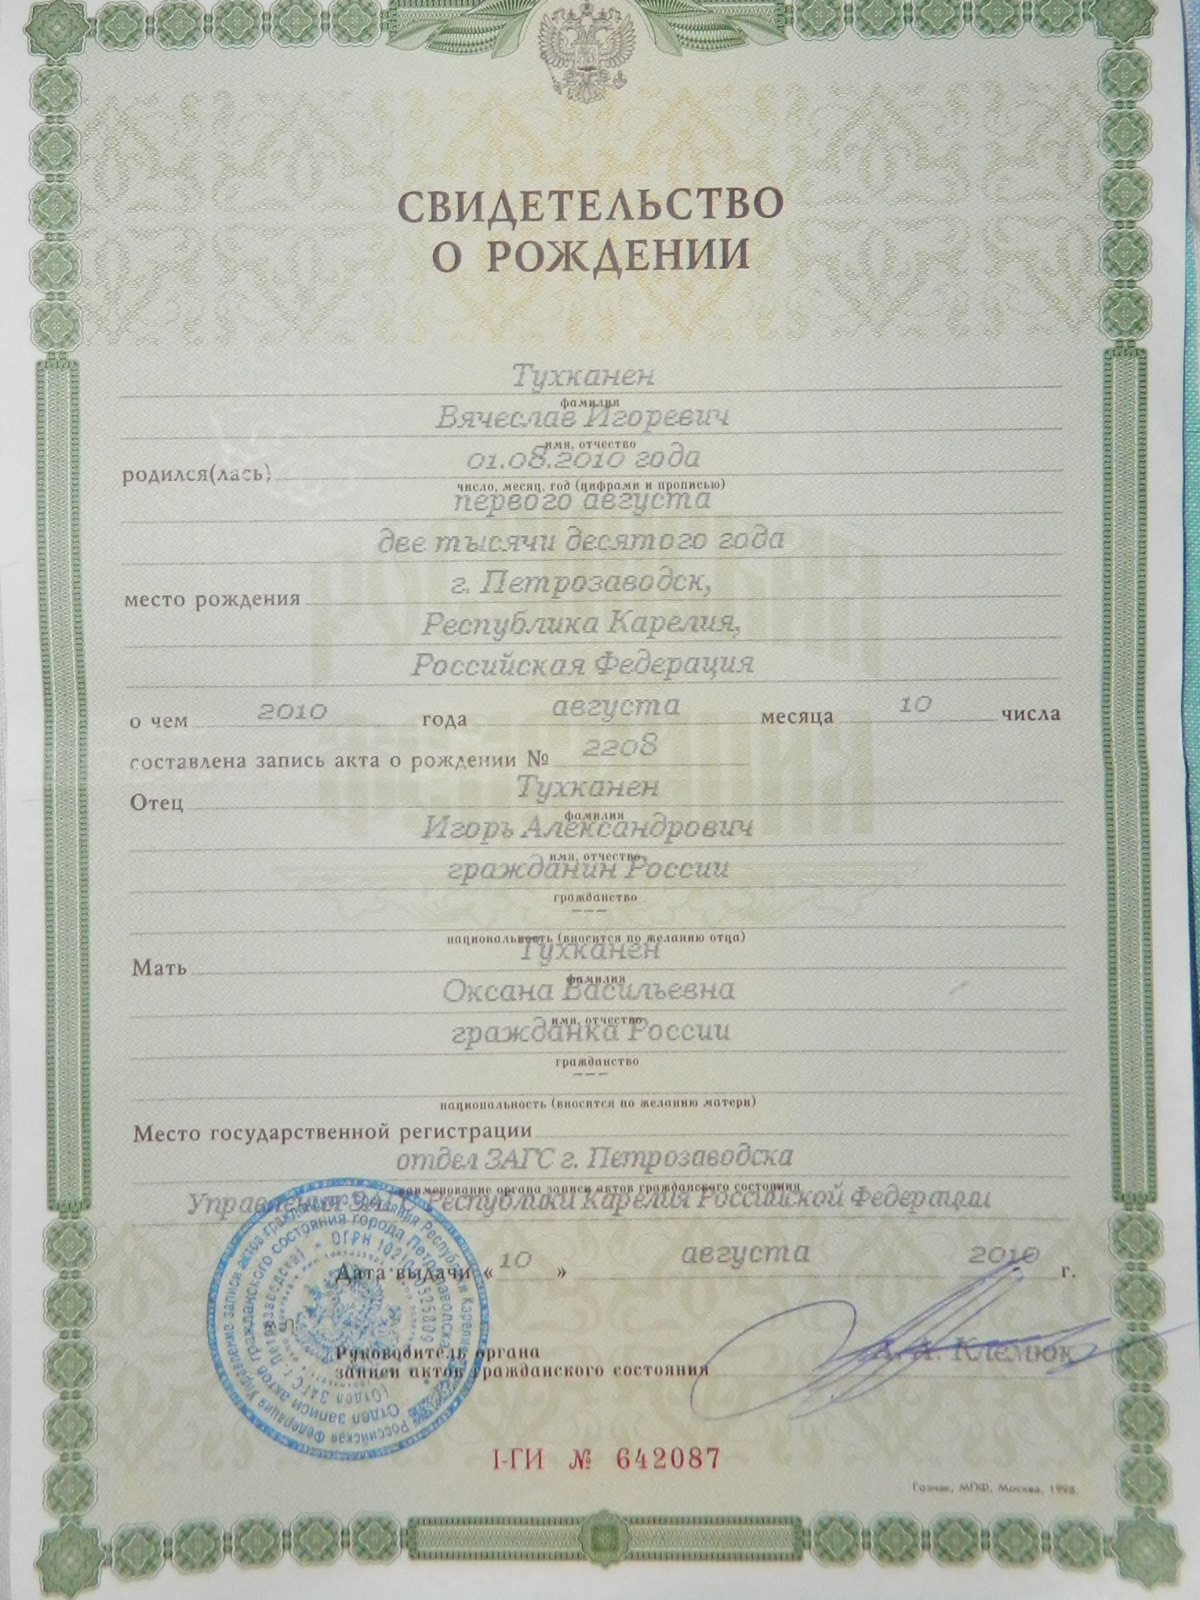 СВИДЕТЕЛЬСТВО
О РОЖДЕНИИ
Тухканен
фамилия
Вячеслав Игоревич
имя, отчество
родился(лась) 01.08.2010 года
число, месяц, год (цифрами и прописью)
первого августа
две тысячи десятого года
место рождения г. Петрозаводск,
Республика Карелия,
Российская Федерация
о чем 2010 года августа месяца 10 числа
составлена запись акта о рождении № 2208
Отец Тухканен
фамилия
Игорь Александрович
имя, отчество
гражданин России
гражданство
---
национальность (вносится по желанию отца)
Мать Тухканен
фамилия
Оксана Васильевна
имя, отчество
гражданка России
гражданство
---
национальность (вносится по желанию матери)
Место государственной регистрации
отдел ЗАГС г. Петрозаводска
наименование органа записи актов гражданского состояния
Управления ЗАГС Республики Карелия Российской Федерации
Дата выдачи « 10 » августа 2010 г.
Руководитель органа
записи актов гражданского состояния
А. А. Клемюк
I-ГИ № 642087
Гознак, МПФ, Москва, 1998.